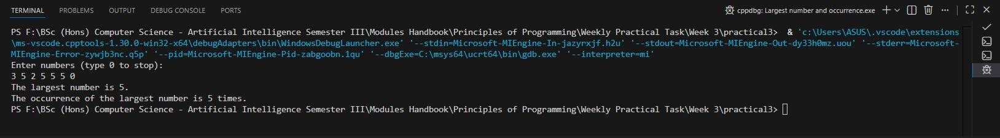 TERMINAL PROBLEMS OUTPUT DEBUG CONSOLE PORTS cppdbg: Largest number and occurrence.exe
PS F:\BSc (Hons) Computer Science - Artificial Intelligence Semester III\Modules Handbook\Principles of Programming\Weekly Practical Task\Week 3\practical3>  & 'c:\Users\ASUS\.vscode\extensions
\ms-vscode.cpptools-1.30.0-win32-x64\debugAdapters\bin\WindowsDebugLauncher.exe' '--stdin=Microsoft-MIEngine-In-jazyrxjf.h2u' '--stdout=Microsoft-MIEngine-Out-dy33h0mz.uou' '--stderr=Microsoft-
MIEngine-Error-zywjb3nc.q5p' '--pid=Microsoft-MIEngine-Pid-zabgoobn.1qu' '--dbgExe=C:\msys64\ucrt64\bin\gdb.exe' '--interpreter=mi'
Enter numbers (type 0 to stop):
3 5 2 5 5 5 0
The largest number is 5.
The occurrence of the largest number is 5 times.
PS F:\BSc (Hons) Computer Science - Artificial Intelligence Semester III\Modules Handbook\Principles of Programming\Weekly Practical Task\Week 3\practical3>